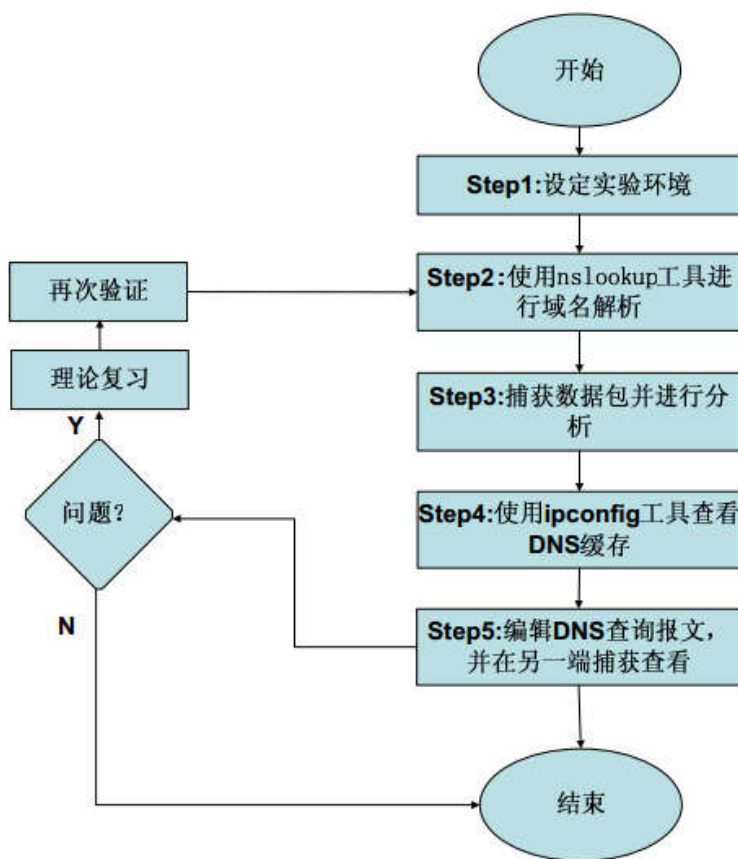 开始
Step1:设定实验环境
Step2:使用nslookup工具进
行域名解析
Step3:捕获数据包并进行分
析
Step4:使用ipconfig工具查看
DNS缓存
Step5:编辑DNS查询报文，
并在另一端捕获查看
结束
再次验证
理论复习
Y
问题？
N